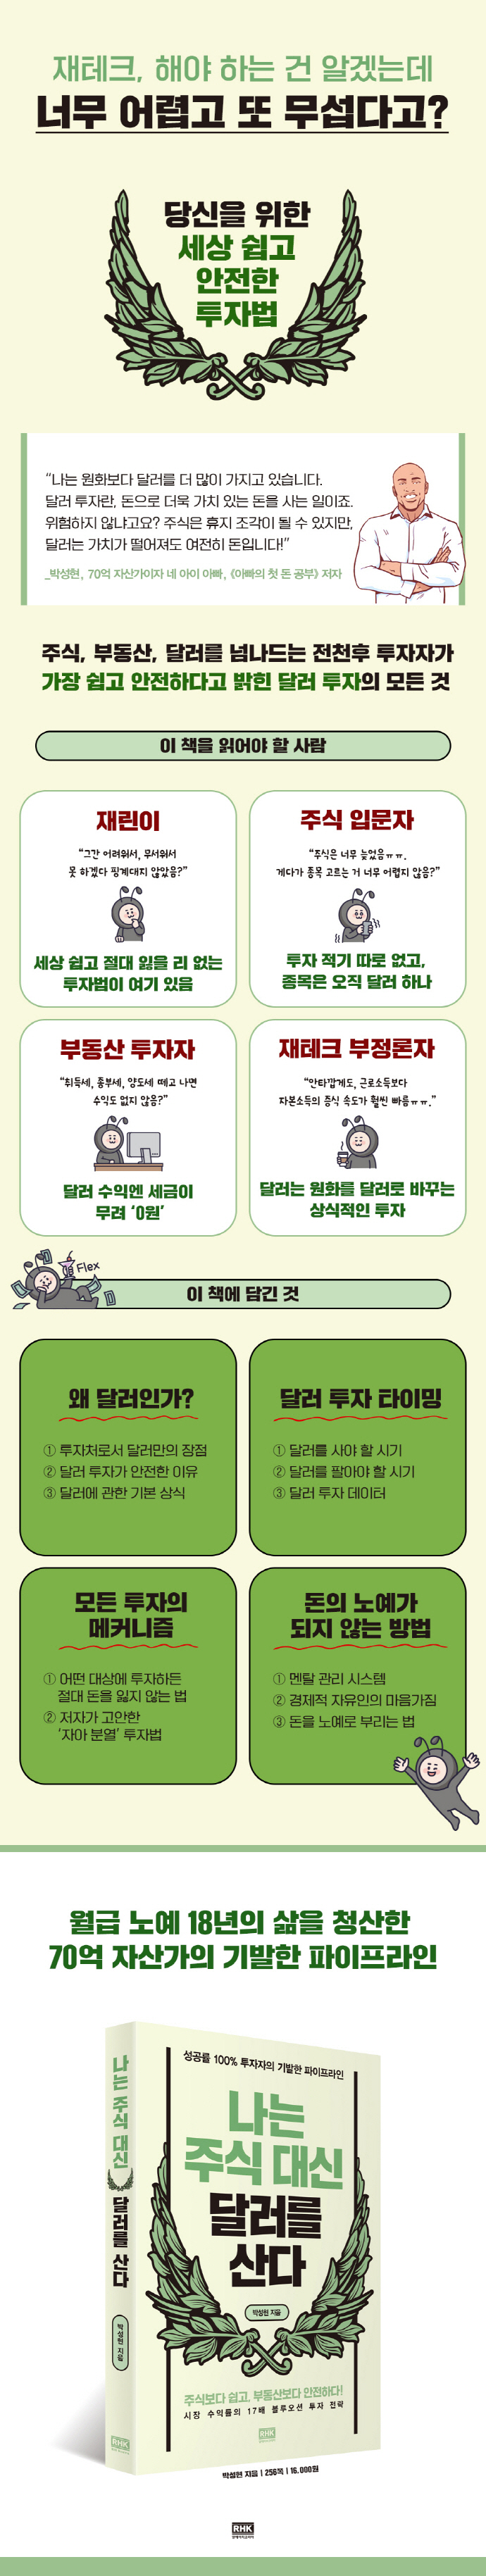 재테크, 해야 하는 건 알겠는데
너무 어렵고 또 무섭다고?
당신을 위한
세상 쉽고
안전한
투자법
“나는 원화보다 달러를 더 많이 가지고 있습니다.
달러 투자란, 돈으로 더욱 가치 있는 돈을 사는 일이죠.
위험하지 않냐고요? 주식은 휴지 조각이 될 수 있지만,
달러는 가치가 떨어져도 여전히 돈입니다!”
_박성현, 70억 자산가이자 네 아이 아빠, 《아빠의 첫 돈 공부》 저자
주식, 부동산, 달러를 넘나드는 전천후 투자자가
가장 쉽고 안전하다고 밝힌 달러 투자의 모든 것
이 책을 읽어야 할 사람
재린이
“그간 어려워서, 무서워서
못 하겠다 핑계대지 않았음?”
세상 쉽고 절대 잃을 리 없는
투자법이 여기 있음
주식 입문자
“주식은 너무 늦었음ㅠㅠ.
게다가 종목 고르는 거 너무 어렵지 않음?”
투자 적기 따로 없고,
종목은 오직 달러 하나
부동산 투자자
“취득세, 종부세, 양도세 떼고 나면
수익도 없지 않음?”
달러 수익엔 세금이
무려 ‘0원’
재테크 부정론자
“안타깝게도, 근로소득보다
자본소득의 증식 속도가 훨씬 빠름ㅠㅠ.”
달러는 원화를 달러로 바꾸는
상식적인 투자
Flex
이 책에 담긴 것
왜 달러인가?
① 투자처로서 달러만의 장점
② 달러 투자가 안전한 이유
③ 달러에 관한 기본 상식
달러 투자 타이밍
① 달러를 사야 할 시기
② 달러를 팔아야 할 시기
③ 달러 투자 데이터
모든 투자의
메커니즘
① 어떤 대상에 투자하든
절대 돈을 잃지 않는 법
② 저자가 고안한
‘자아 분열’ 투자법
돈의 노예가
되지 않는 방법
① 멘탈 관리 시스템
② 경제적 자유인의 마음가짐
③ 돈을 노예로 부리는 법
월급 노예 18년의 삶을 청산한
70억 자산가의 기발한 파이프라인
나는 주식 대신 달러를 산다
박성현 지음
RHK
성공률 100% 투자자의 기발한 파이프라인
나는
주식 대신
달러를
산다
박성현 지음
주식보다 쉽고, 부동산보다 안전하다!
시장 수익률의 17배 블루오션 투자 전략
RHK
박성현 지음 | 256쪽 | 16,000원
RHK